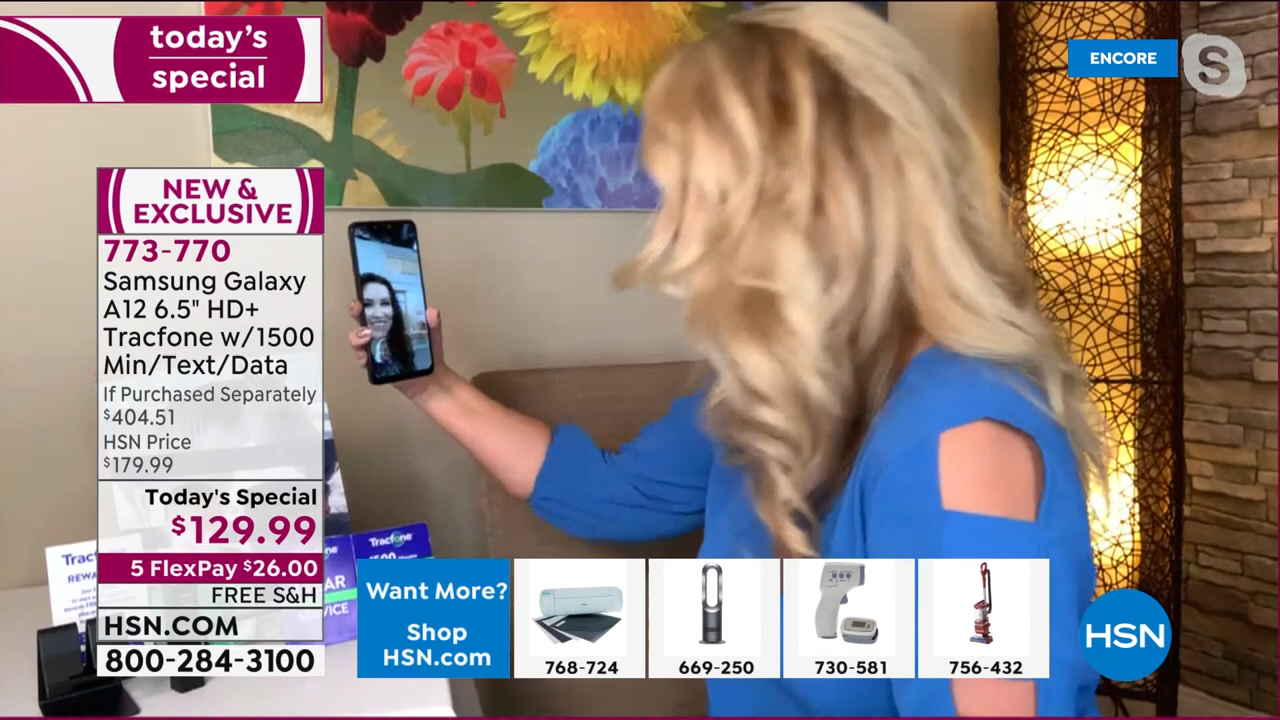 today's
special
ENCORE
S
NEW &
EXCLUSIVE
773-770
Samsung Galaxy
A12 6.5" HD+
Tracfone w/1500
Min/Text/Data
If Purchased Separately
$404.51
HSN Price
$179.99
Today's Special
$129.99
5 FlexPay $26.00
FREE S&H
HSN.COM
800-284-3100
Tracfone
Want More?
Shop
HSN.com
768-724
669-250
730-581
756-432
HSN